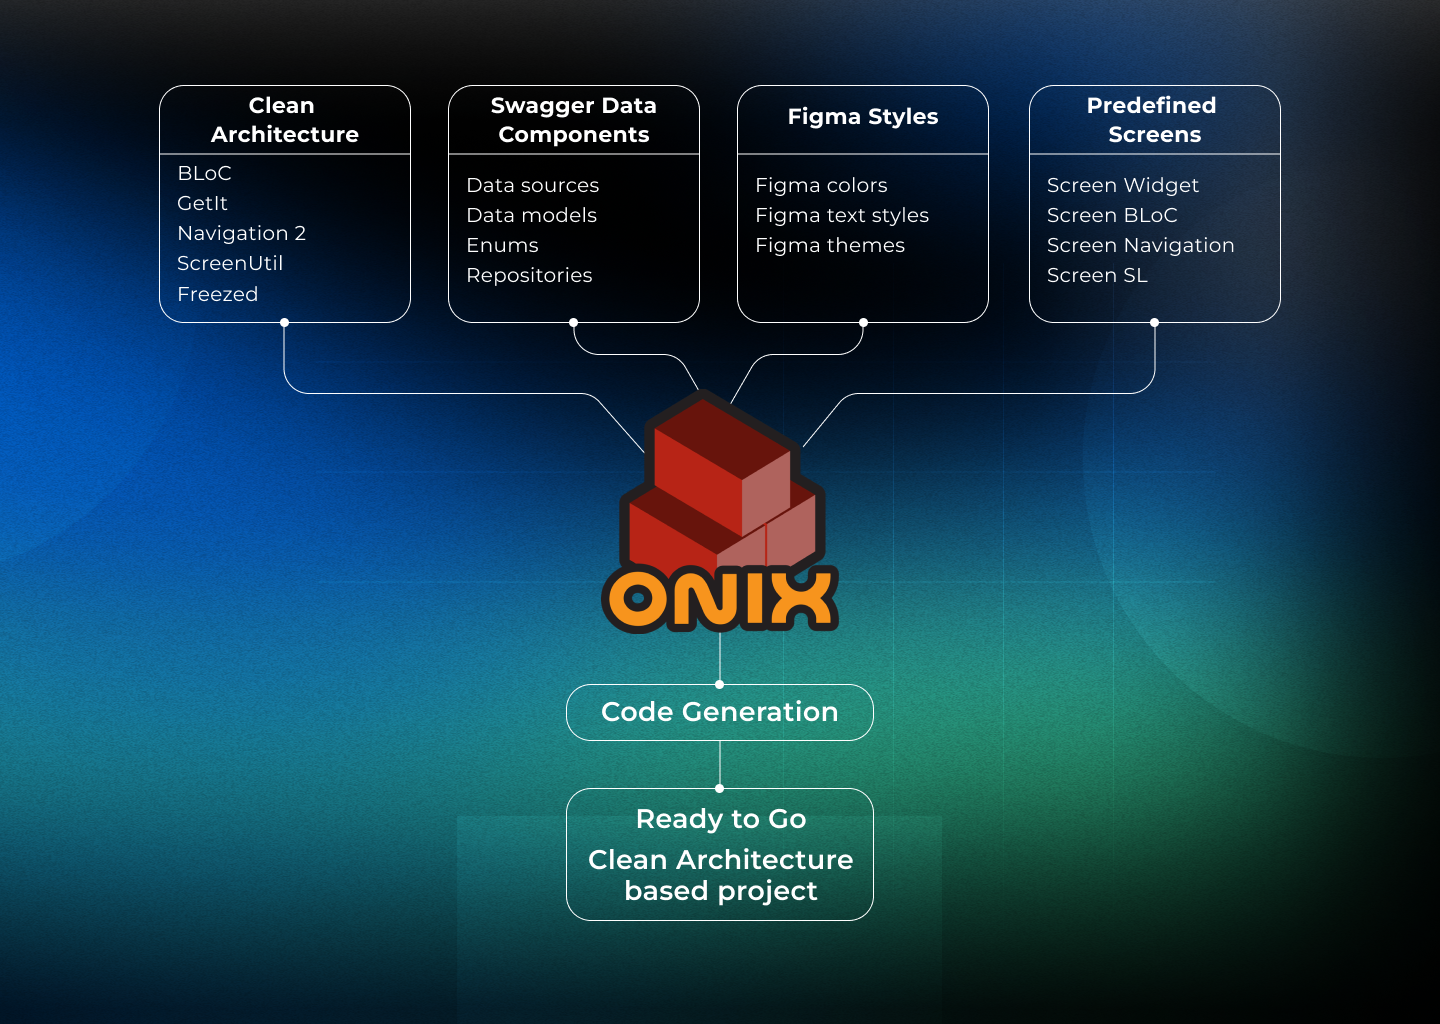 Clean
Architecture
BLoC
GetIt
Navigation 2
ScreenUtil
Freezed
Swagger Data
Components
Data sources
Data models
Enums
Repositories
Figma Styles
Figma colors
Figma text styles
Figma themes
Predefined
Screens
Screen Widget
Screen BLoC
Screen Navigation
Screen SL
ONIX
Code Generation
Ready to Go
Clean Architecture
based project